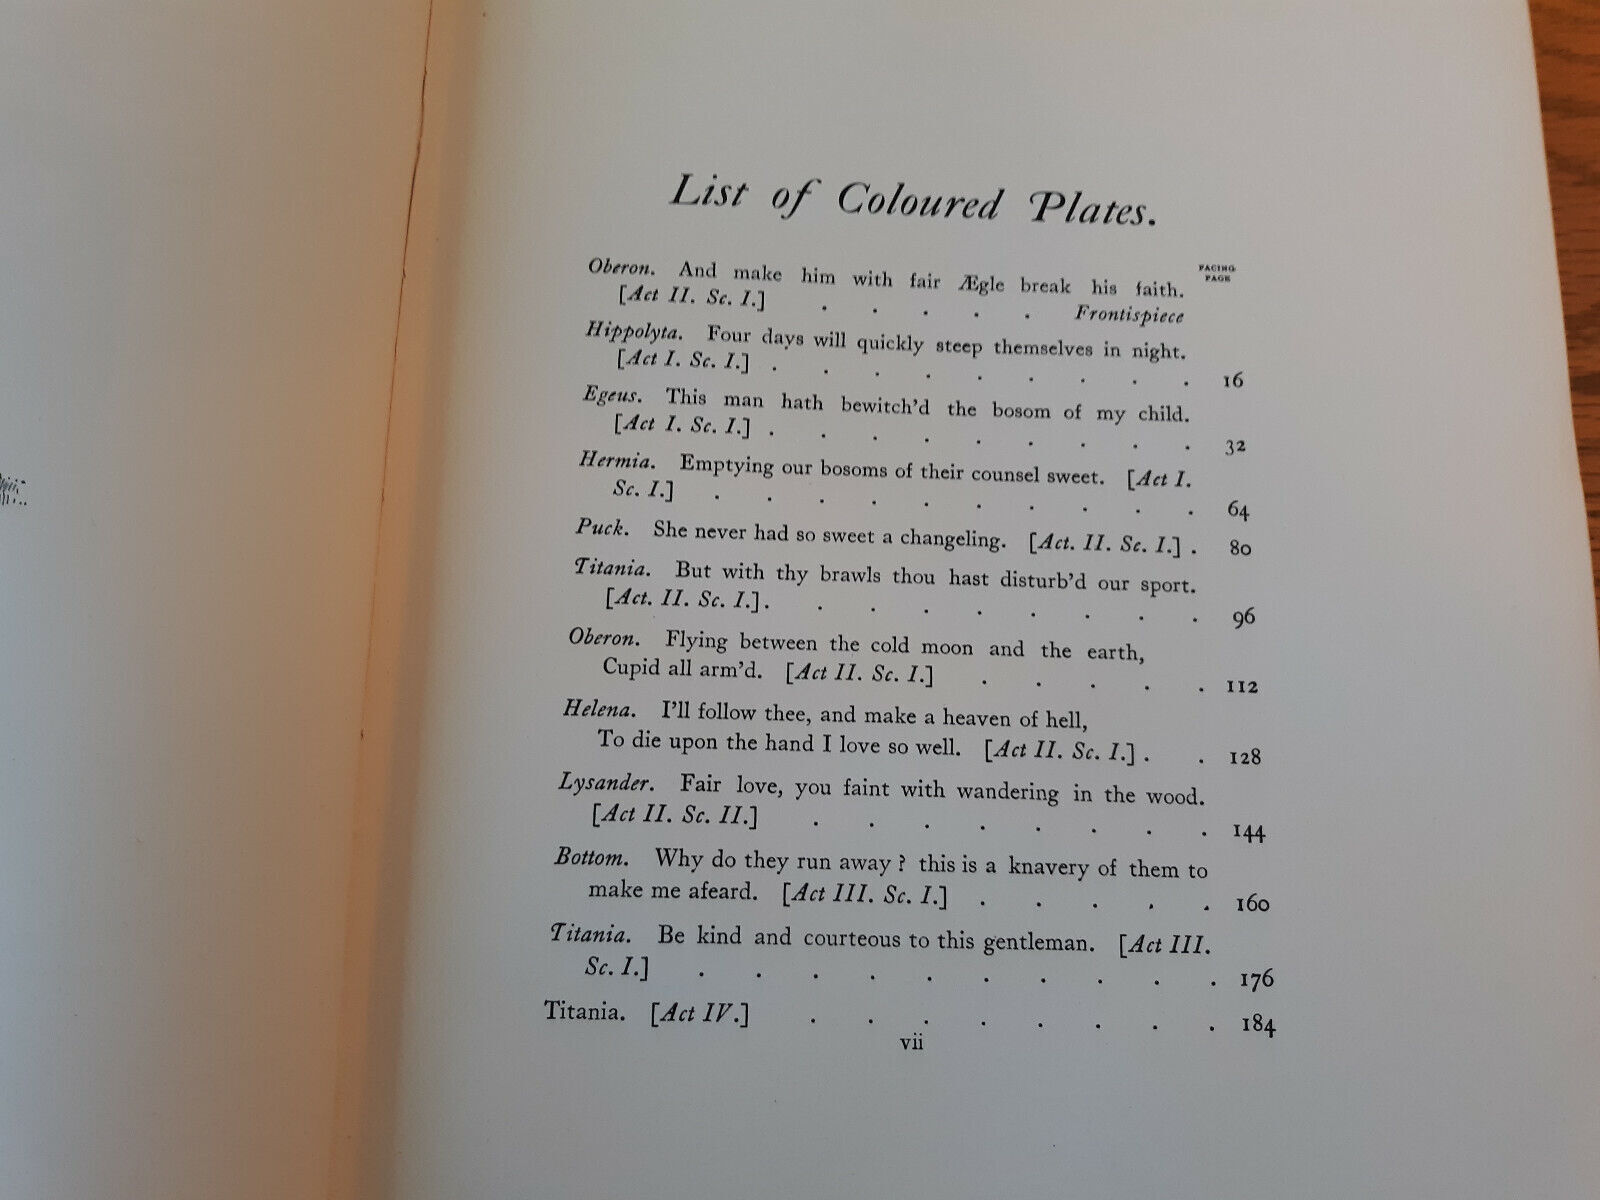 List of Coloured Plates.
FACING
PAGE
Oberon. And make him with fair Ægle break his faith.
[Act II. Sc. I.] . . . . . Frontispiece
Hippolyta. Four days will quickly steep themselves in night.
[Act I. Sc. I.] . . . . . . . . . 16
Egeus. This man hath bewitch'd the bosom of my child.
[Act I. Sc. I.] . . . . . . . . . 32
Hermia. Emptying our bosoms of their counsel sweet. [Act I.
Sc. I.] . . . . . . . . . . 64
Puck. She never had so sweet a changeling. [Act. II. Sc. I.] . 80
Titania. But with thy brawls thou hast disturb'd our sport.
[Act. II. Sc. I.] . . . . . . . . . 96
Oberon. Flying between the cold moon and the earth,
Cupid all arm'd. [Act II. Sc. I.] . . . . . 112
Helena. I'll follow thee, and make a heaven of hell,
To die upon the hand I love so well. [Act II. Sc. I.] . . 128
Lysander. Fair love, you faint with wandering in the wood.
[Act II. Sc. II.] . . . . . . . . 144
Bottom. Why do they run away? this is a knavery of them to
make me afeard. [Act III. Sc. I.] . . . . . 160
Titania. Be kind and courteous to this gentleman. [Act III.
Sc. I.] . . . . . . . . . . 176
Titania. [Act IV.] . . . . . . . . 184
vii